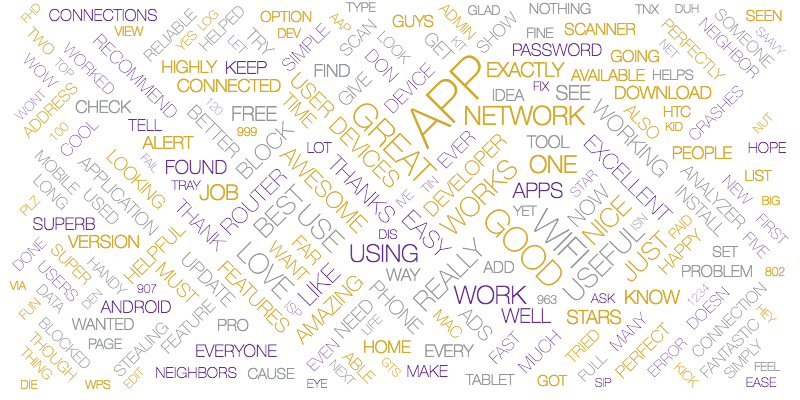 FHD
CONNECTIONS
VIEW
TWO
WOW
TOP
WORKED
WONT
ADDRESS
100
COOL
CHECK
RECOMMEND
RELIABLE
YES
LOG
HELPED
LET
TRY
OPTION
DEV
SIMPLE
HIGHLY
KEEP
CONNECTED
120
FREE
999
BETTER
BLOCK
TELL
ALERT
FAIL
FOUND
TRAY
JOB
LOOKING
APPLICATION
MOBILE
USED
LONG
PLZ
TYPE
AAP
SCAN
LOOK
GUYS
ADMIN
GET
GLAD
SHOW
NOTHING
FINE
SCANNER
TNX
DUH
SOMEONE
SEEN
SAAVY
NEIGHBOR
PERFECTLY
NET
PASSWORD
GOING
EXACTLY
AVAILABLE
HELPS
FIND
GIVE
DON
DEVICE
APP
IDEA
FIX
SEE
DOWNLOAD
NETWORK
ALSO
HTC
KID
CRASHES
NUT
USER
TIME
DEVICES
GREAT
LOT
THANKS
EVER
DEVELOPER
TOOL
ONE
WORKING
EXCELLENT
PEOPLE
HOPE
LIST
BIG
ANALYZER
INSTALL
NEW
FIRST
FIVE
AWESOME
ROUTER
THANK
BEST
USE
EASY
WORKS
APPS
STAR
YET
NOW
NICE
WIFI
USEFUL
ISN
JUST
PAID
HAPPY
GOOD
SUPERB
VERSION
HELPFUL
DONE
SUPER
USERS
HANDY
MUST
UPDATE
FEATURES
LOVE
FAR
WANT
LIKE
ISP
DIS
USING
WAY
REALLY
ADD
SET
PROBLEM
802
VIA
DATA
FUN
907
ANDROID
WANTED
PAGE
BLOCKED
THOUGH
THING
STEALING
FEATURE
PRO
AMAZING
PHONE
NEED
LIFE
MAC
ADS
WORK
963
WELL
ASK
KNOW
1234
DOESN
STARS
CONNECTION
FANTASTIC
SIMPLY
EVERYONE
EVEN
NEXT
ABLE
HOME
GTS
EVERY
FAST
MUCH
TRIED
MANY
PERFECT
ERROR
KICK
FULL
DIE
WPS
EDIT
NEIGHBORS
CAUSE
EYE
MAKE
TABLET
GOT
SIP
FEEL
EASE